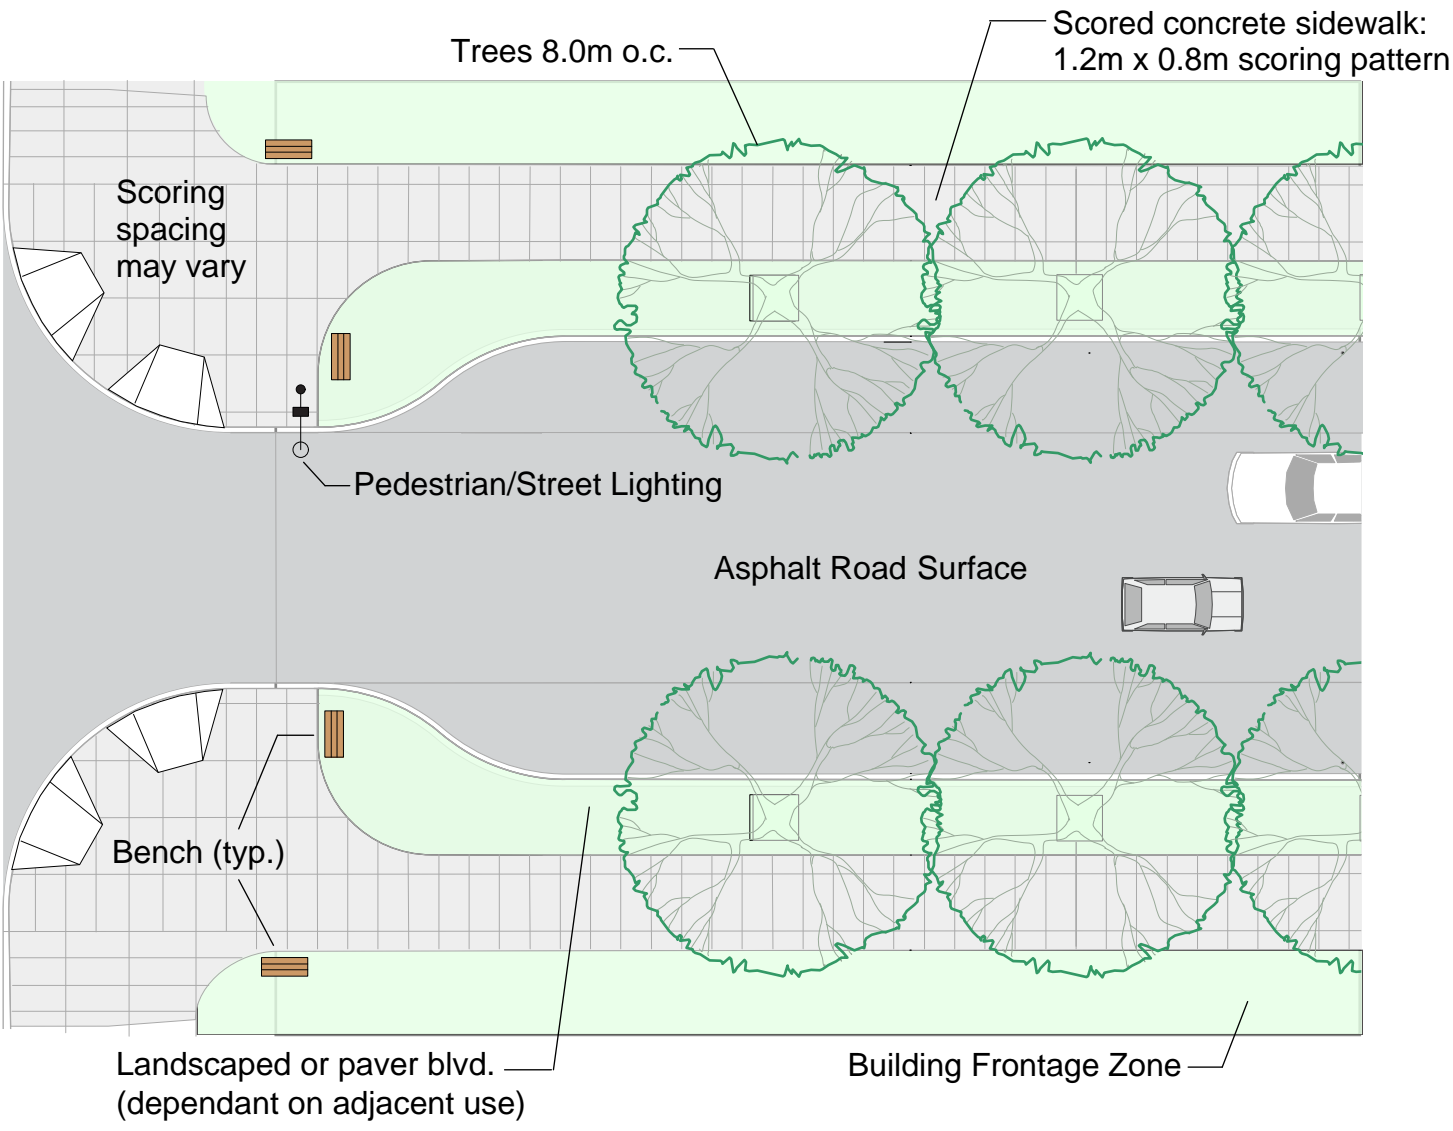 Trees 8.0m o.c.
Scored concrete sidewalk:
1.2m x 0.8m scoring pattern
Scoring
spacing
may vary
Pedestrian/Street Lighting
Asphalt Road Surface
Bench (typ.)
Landscaped or paver blvd.
(dependant on adjacent use)
Building Frontage Zone